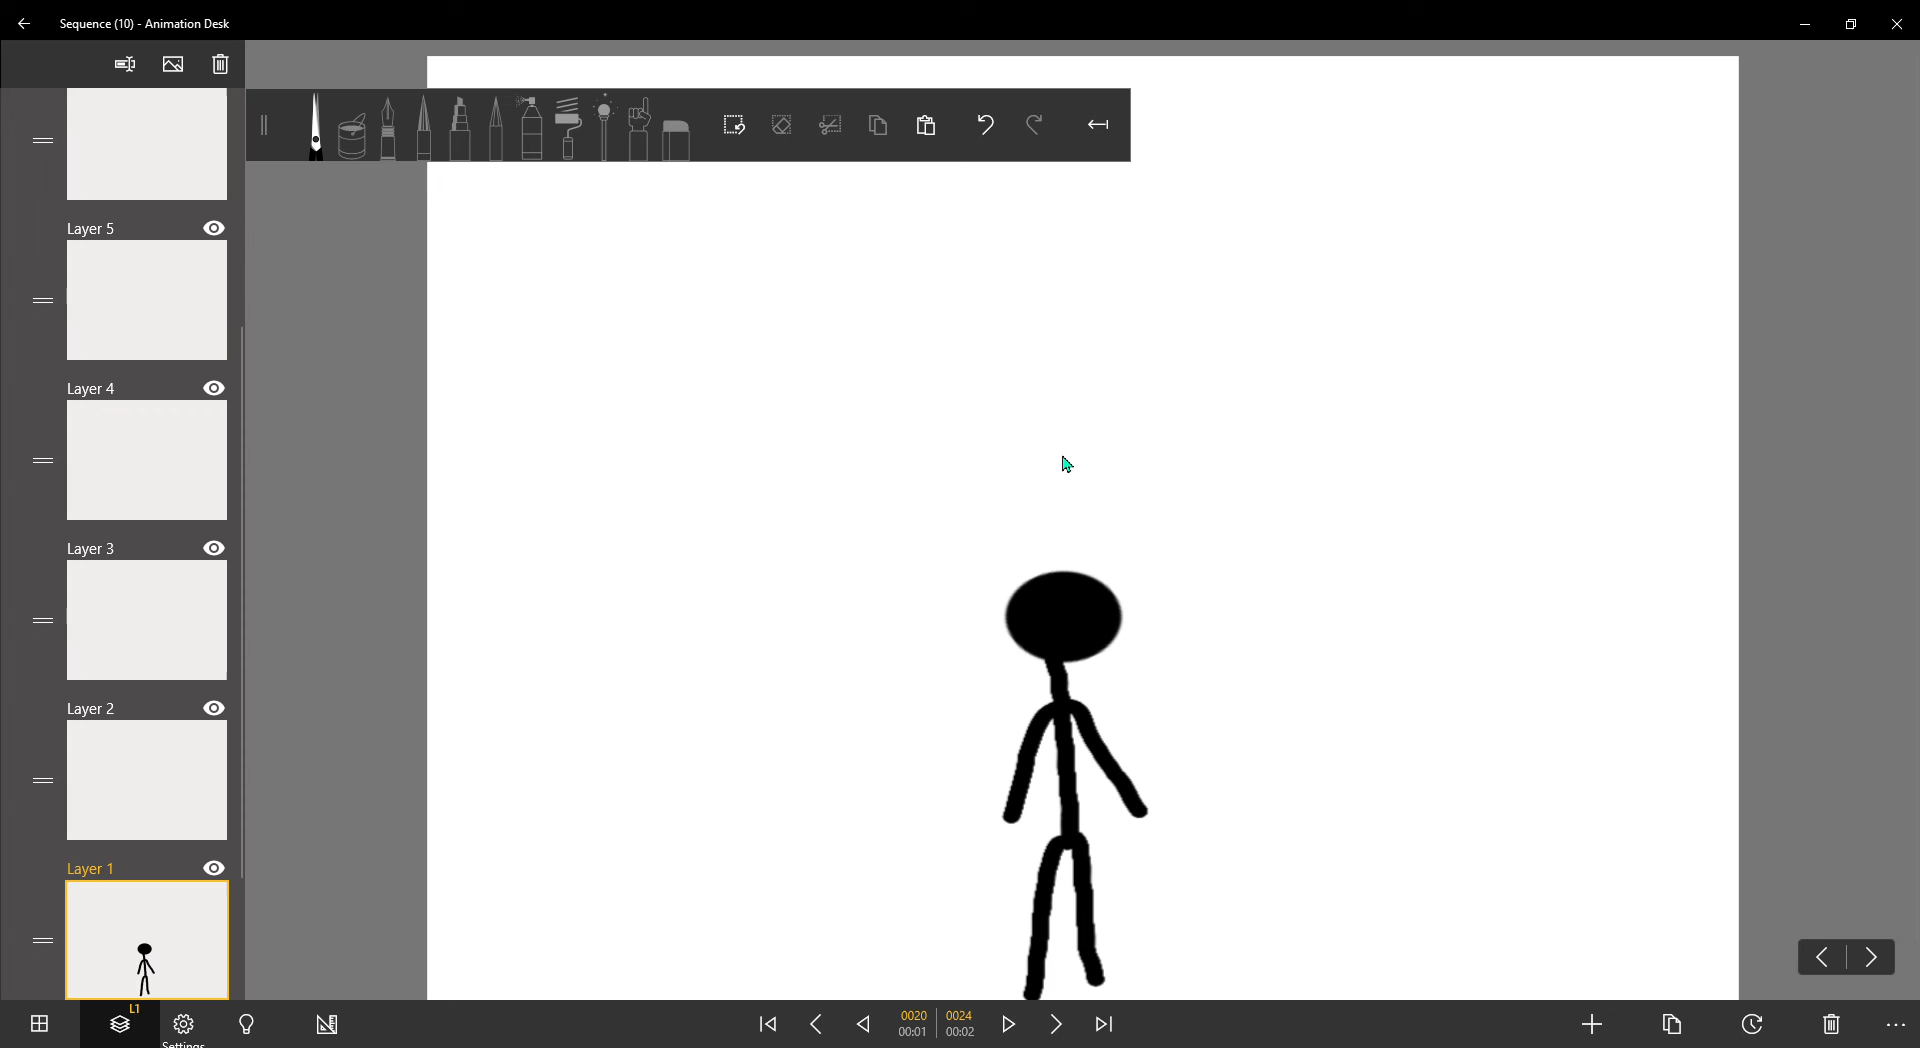 Sequence (10) - Animation Desk
Layer 5
Layer 4
Layer 3
Layer 2
Layer 1
L1
Settings
0020 0024
00:01 00:02